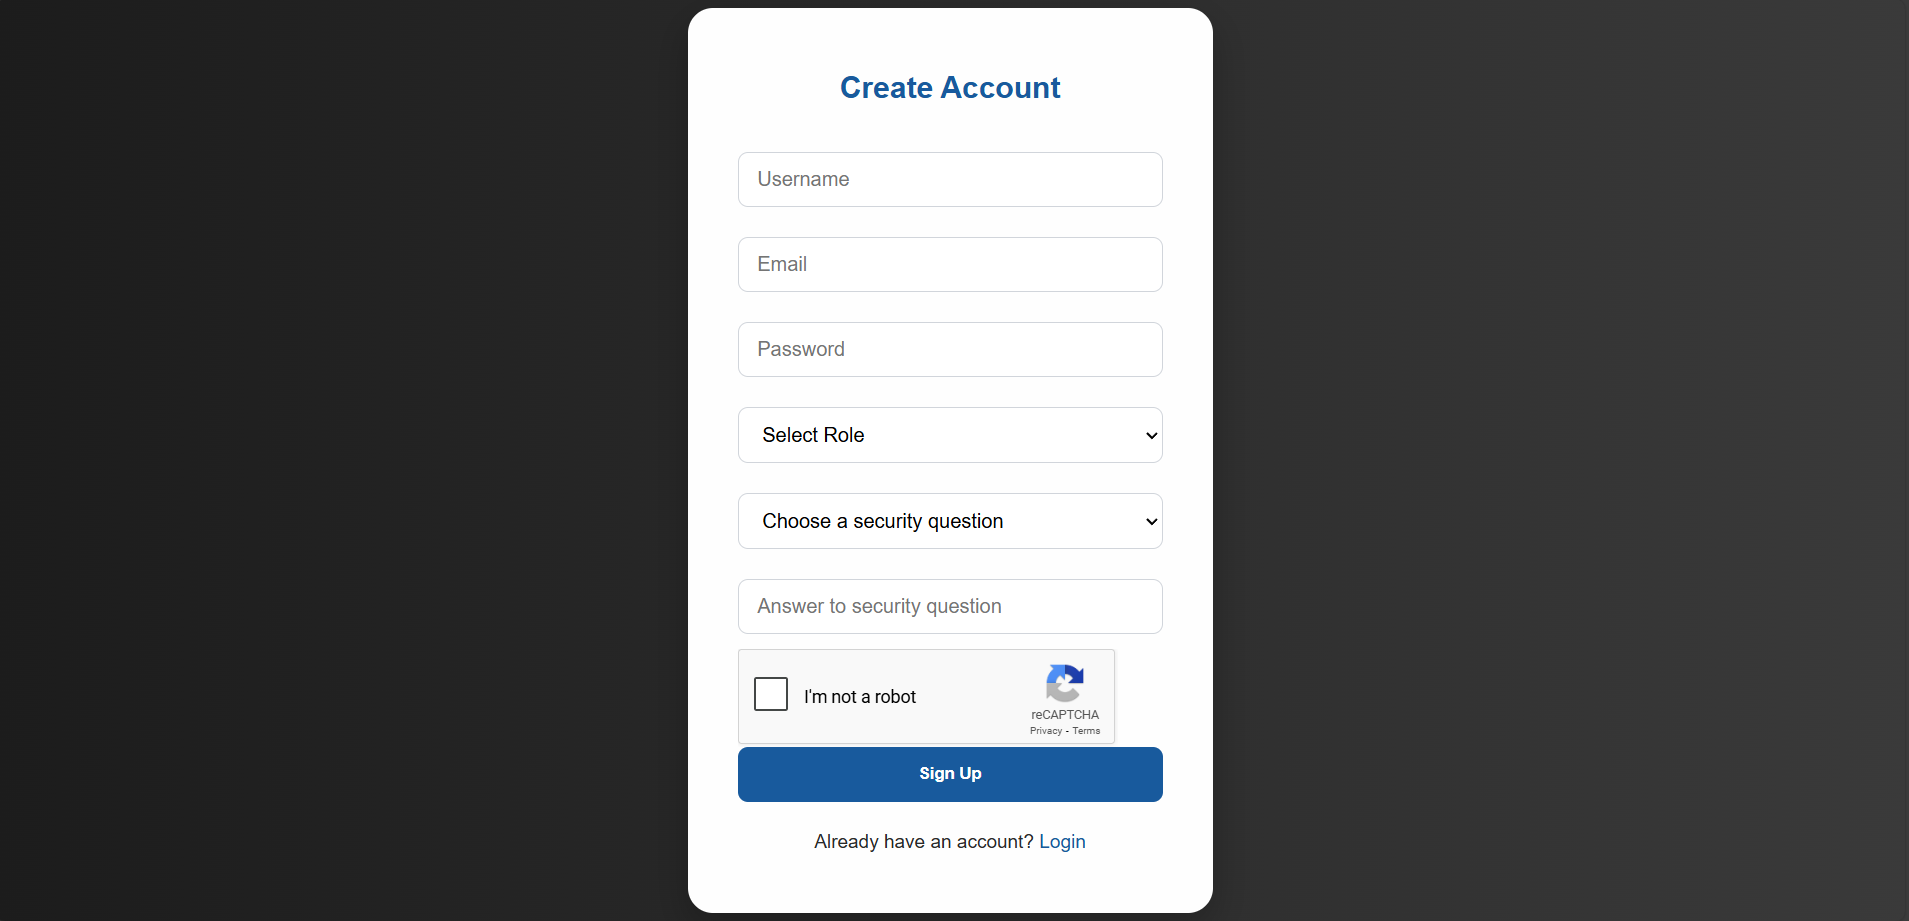 Create Account
Username
Email
Password
Select Role
Choose a security question
Answer to security question
I'm not a robot
reCAPTCHA
Privacy - Terms
Sign Up
Already have an account? Login